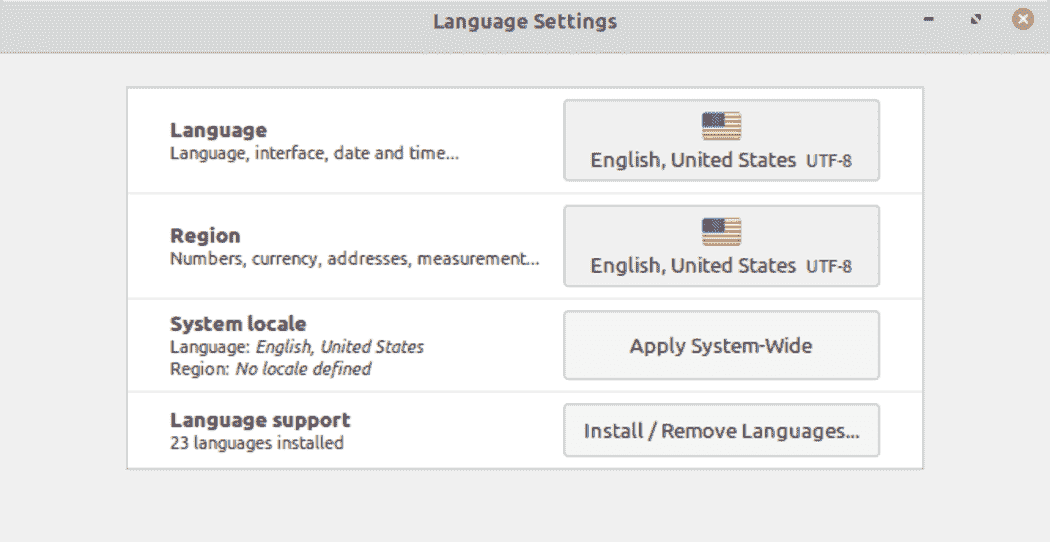 Language Settings
Language
Language, interface, date and time...
English, United States UTF-8
Region
Numbers, currency, addresses, measurement...
English, United States UTF-8
System locale
Language: English, United States
Region: No locale defined
Apply System-Wide
Language support
23 languages installed
Install / Remove Languages...